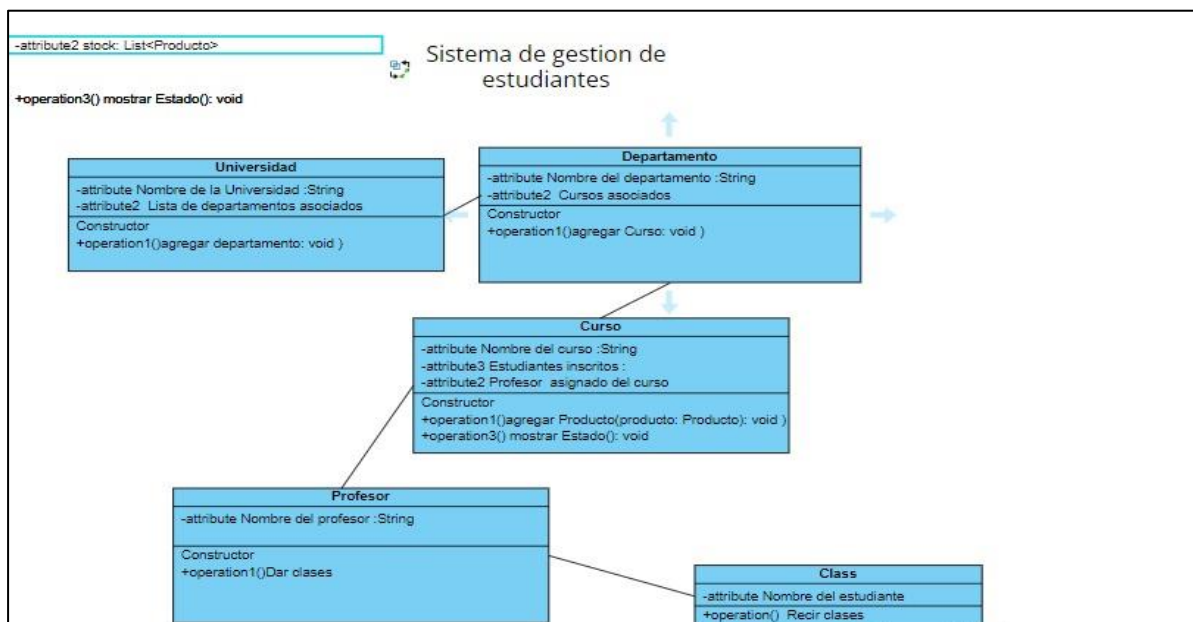 -attribute2 stock: List<Producto>
Sistema de gestion de
estudiantes
+operation3() mostrar Estado(): void
Universidad
-attribute Nombre de la Universidad :String
-attribute2  Lista de departamentos asociados
Constructor
+operation1()agregar departamento: void )
Departamento
-attribute Nombre del departamento :String
-attribute2  Cursos asociados
Constructor
+operation1()agregar Curso: void )
Curso
-attribute Nombre del curso :String
-attribute3 Estudiantes inscritos :
-attribute2 Profesor  asignado del curso
Constructor
+operation1()agregar Producto(producto: Producto): void )
+operation3() mostrar Estado(): void
Profesor
-attribute Nombre del profesor :String
Constructor
+operation1()Dar clases
Class
-attribute Nombre del estudiante
+operation()  Recir clases